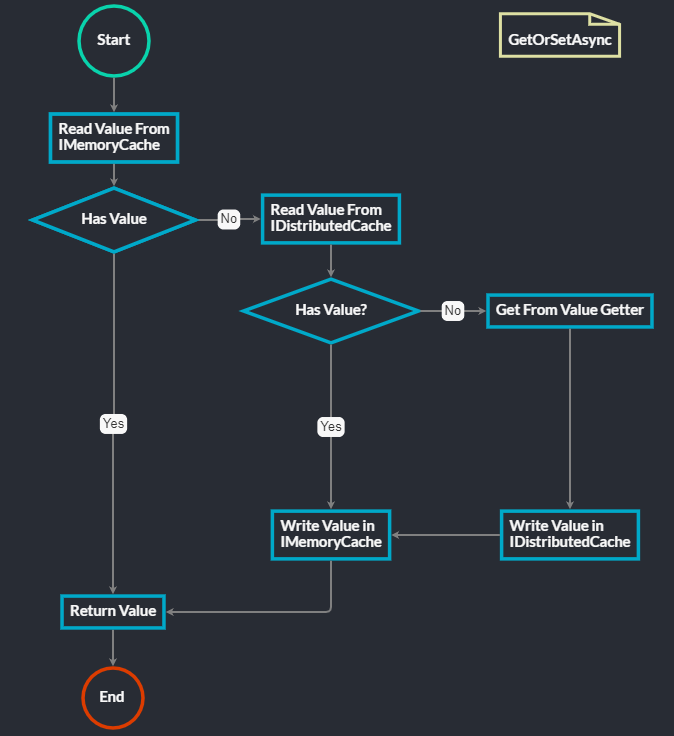 Start
GetOrSetAsync
Read Value From
IMemoryCache
Has Value
No
Read Value From
IDistributedCache
Has Value?
No
Get From Value Getter
Yes
Yes
Write Value in
IMemoryCache
Write Value in
IDistributedCache
Return Value
End